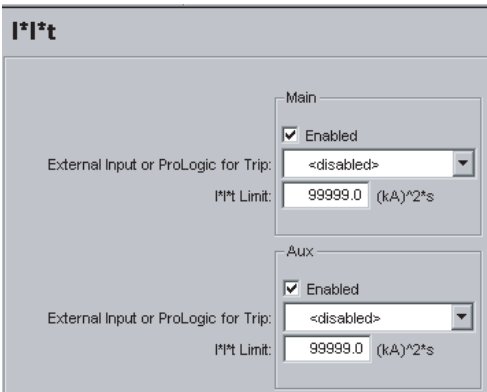 I*I*t
Main
Enabled
External Input or ProLogic for Trip: <disabled>
I*I*t Limit: 99999.0 (kA)^2*s
Aux
Enabled
External Input or ProLogic for Trip: <disabled>
I*I*t Limit: 99999.0 (kA)^2*s